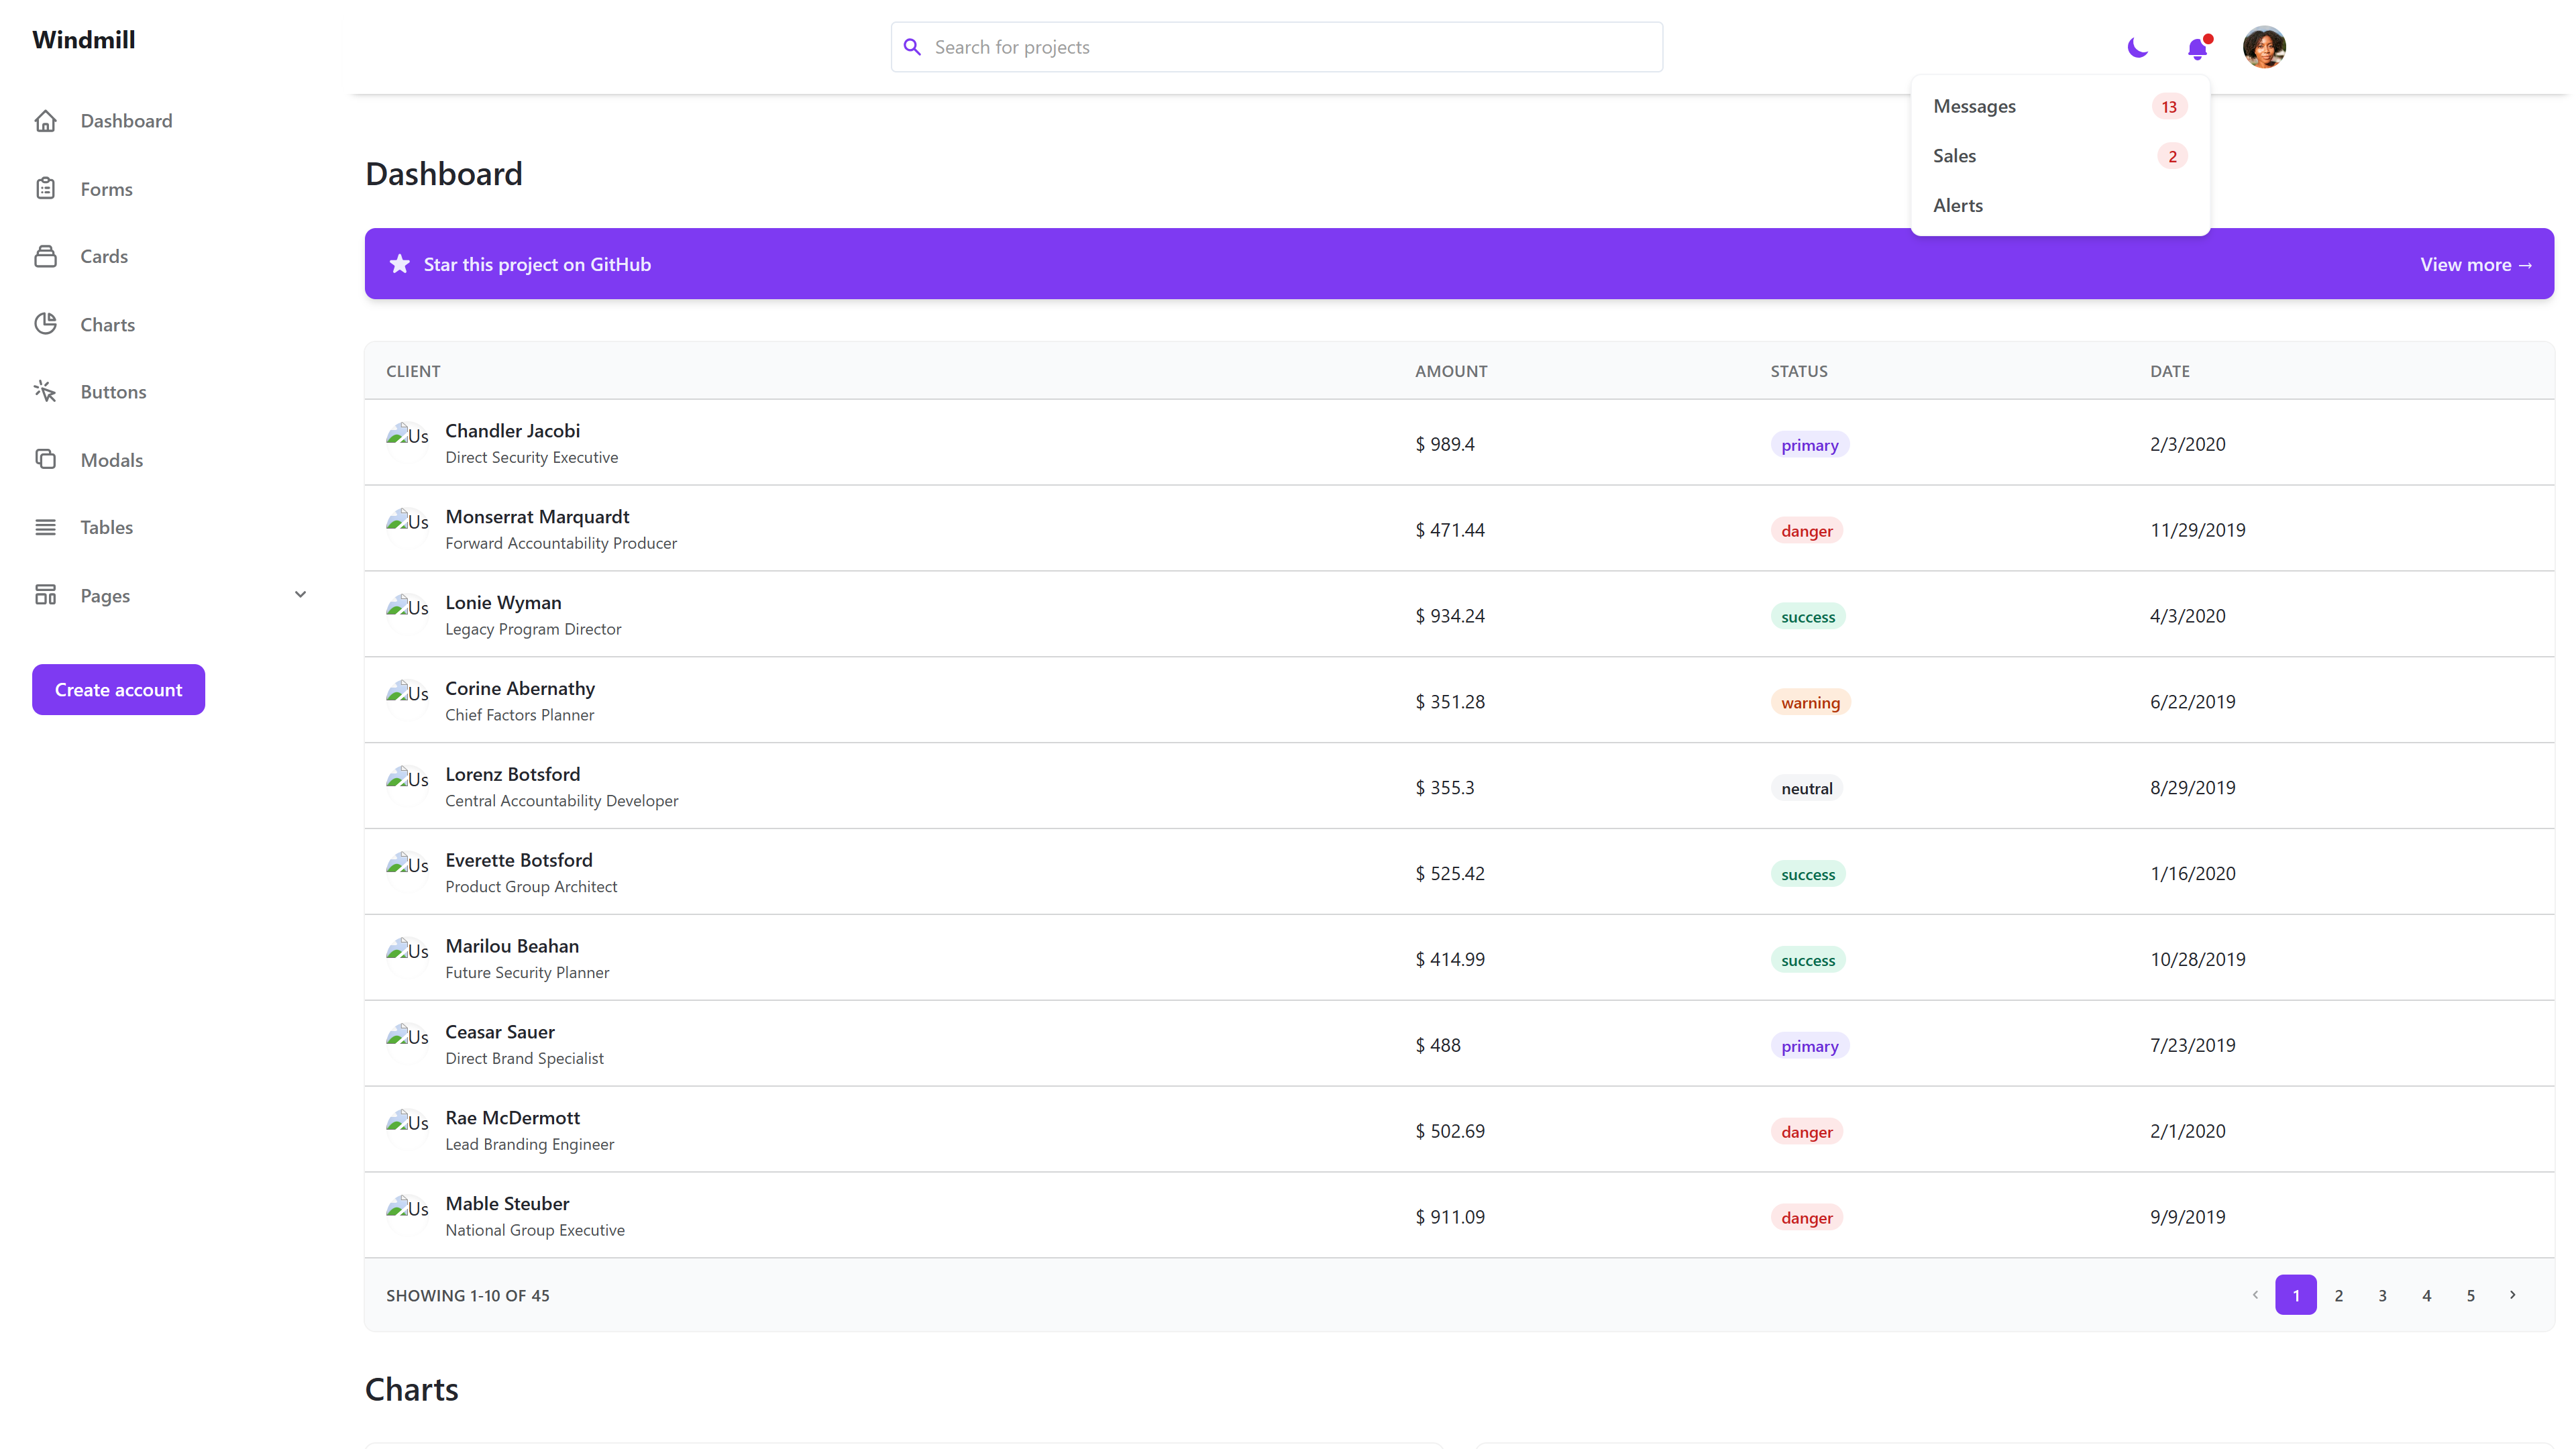 Windmill
Search for projects
Dashboard
Forms
Cards
Charts
Buttons
Modals
Tables
Pages
Create account
Messages 13
Sales 2
Alerts
Dashboard
Star this project on GitHub View more →
CLIENT AMOUNT STATUS DATE
Us Chandler Jacobi
Direct Security Executive
$ 989.4 primary 2/3/2020
Us Monserrat Marquardt
Forward Accountability Producer
$ 471.44 danger 11/29/2019
Us Lonie Wyman
Legacy Program Director
$ 934.24 success 4/3/2020
Us Corine Abernathy
Chief Factors Planner
$ 351.28 warning 6/22/2019
Us Lorenz Botsford
Central Accountability Developer
$ 355.3 neutral 8/29/2019
Us Everette Botsford
Product Group Architect
$ 525.42 success 1/16/2020
Us Marilou Beahan
Future Security Planner
$ 414.99 success 10/28/2019
Us Ceasar Sauer
Direct Brand Specialist
$ 488 primary 7/23/2019
Us Rae McDermott
Lead Branding Engineer
$ 502.69 danger 2/1/2020
Us Mable Steuber
National Group Executive
$ 911.09 danger 9/9/2019
SHOWING 1-10 OF 45 1 2 3 4 5
Charts